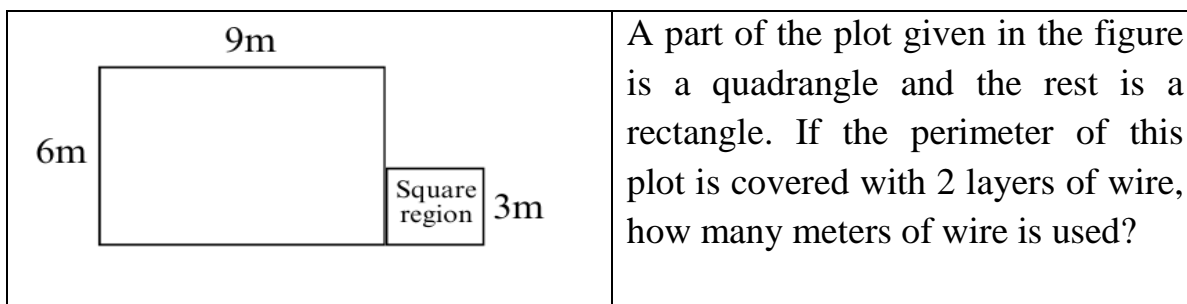 9m
6m
Square
region
3m
A part of the plot given in the figure
is a quadrangle and the rest is a
rectangle. If the perimeter of this
plot is covered with 2 layers of wire,
how many meters of wire is used?